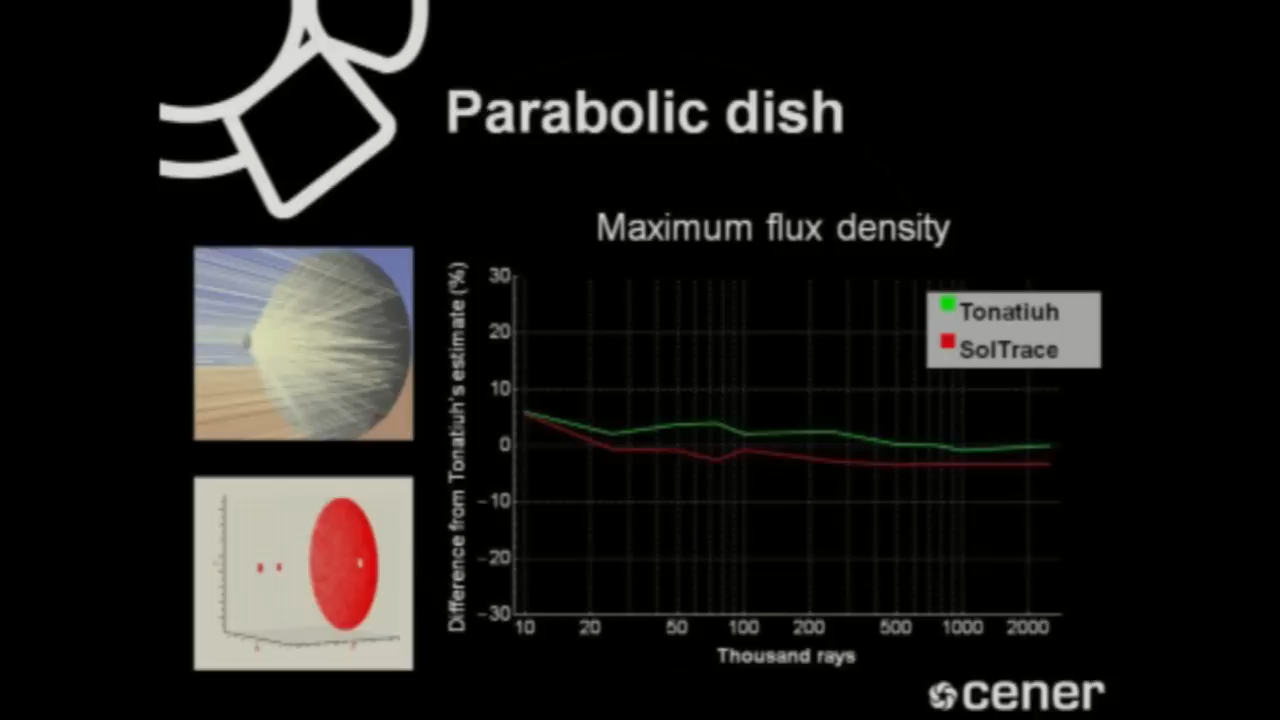 Parabolic dish
Maximum flux density
Difference from Tonatiuh's estimate (%)
30
20
10
0
-10
-20
-30
10 20 50 100 200 500 1000 2000
Thousand rays
Tonatiuh
SolTrace
cener